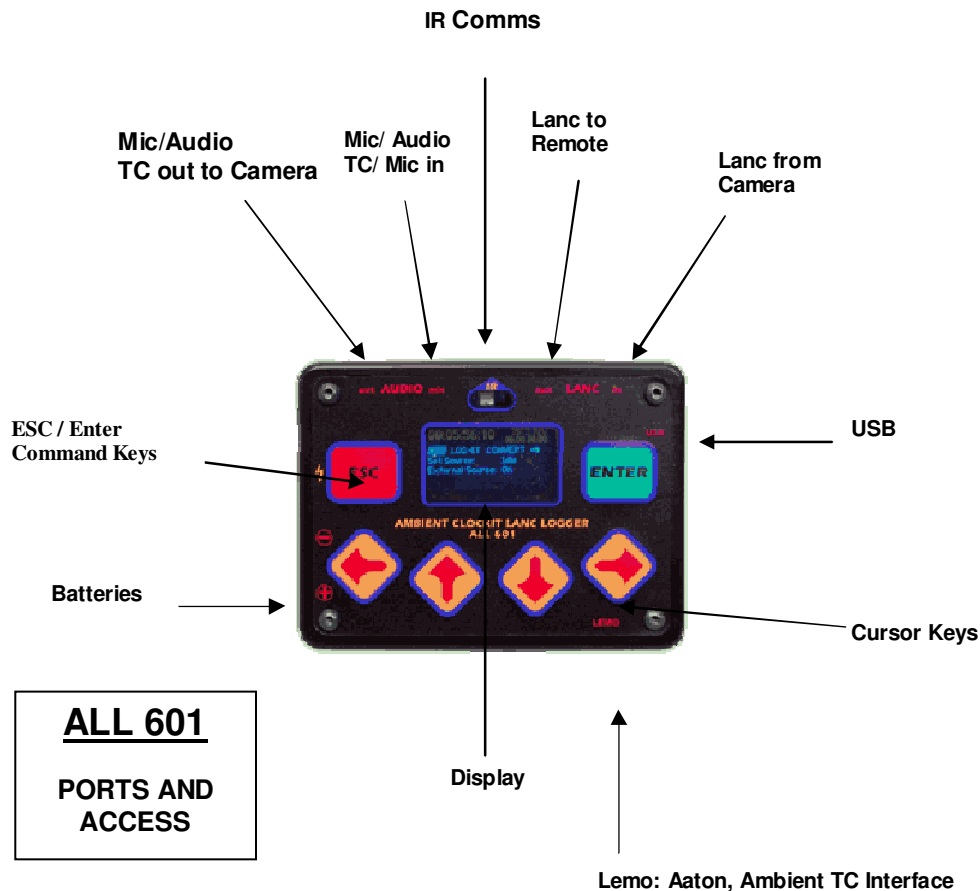 IR Comms
Mic/Audio
TC out to Camera
Mic/ Audio
TC/ Mic in
Lanc to
Remote
Lanc from
Camera
AUDIO
IR
LANC
USB
ESC / Enter
Command Keys
USB
ESC
ENTER
AMBIENT CLOCKIT LANC LOGGER
ALL 601
Batteries
LEMO
Cursor Keys
ALL 601
PORTS AND
ACCESS
Display
Lemo: Aaton, Ambient TC Interface